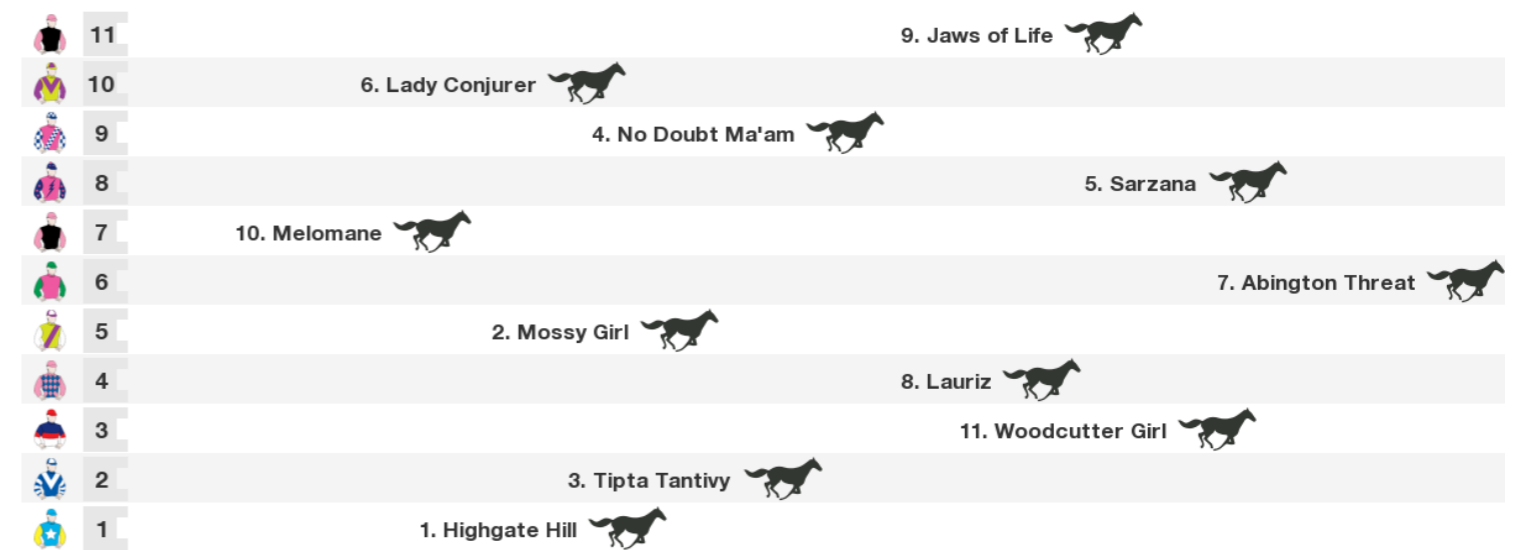 11 9. Jaws of Life
10 6. Lady Conjurer
9 4. No Doubt Ma'am
8 5. Sarzana
7 10. Melomane
6 7. Abington Threat
5 2. Mossy Girl
4 8. Lauriz
3 11. Woodcutter Girl
2 3. Tipta Tantivy
1 1. Highgate Hill